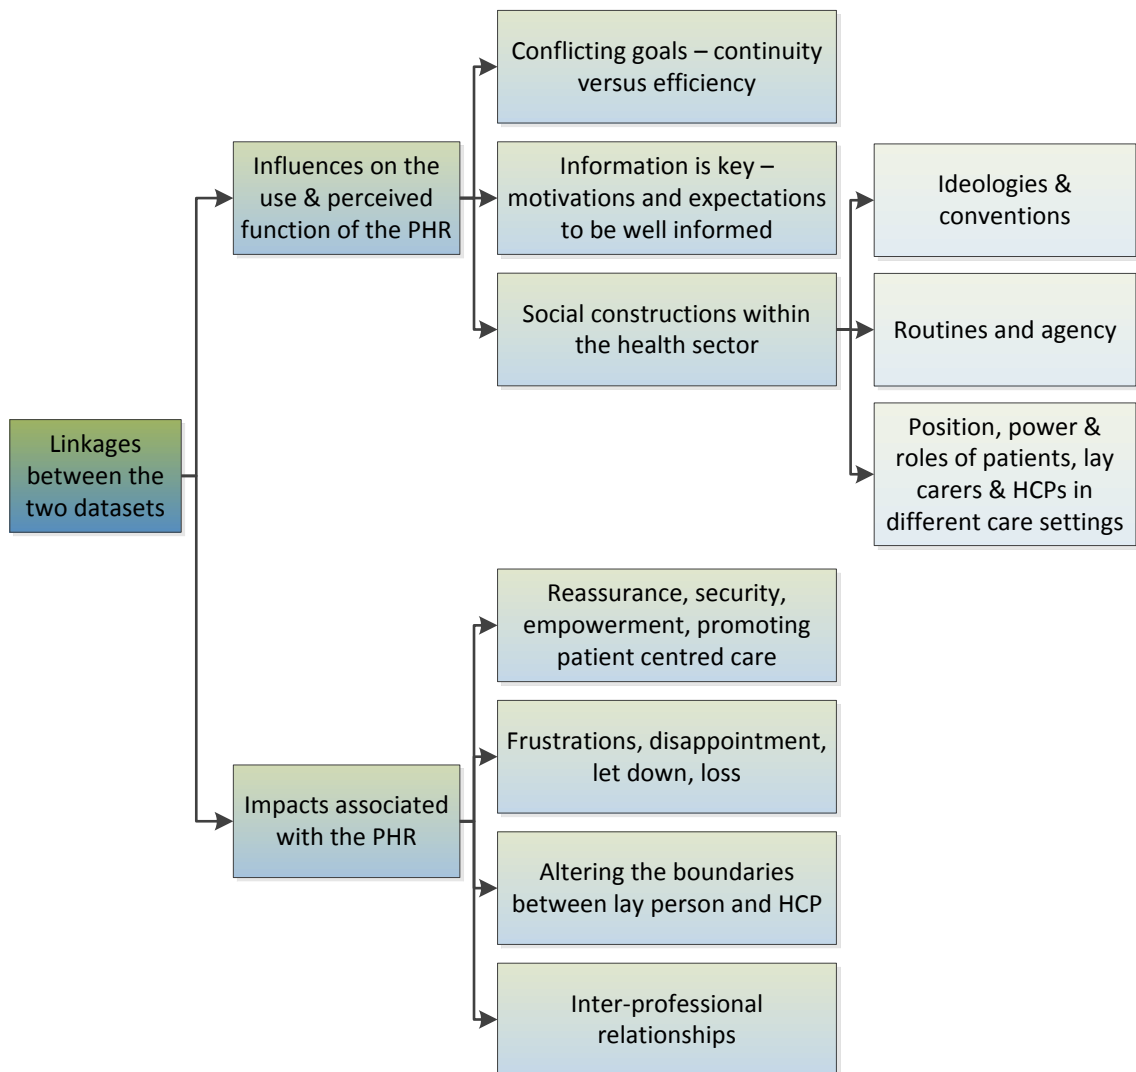 Linkages
between the
two datasets
Influences on the
use & perceived
function of the PHR
Conflicting goals – continuity
versus efficiency
Information is key –
motivations and expectations
to be well informed
Social constructions within
the health sector
Ideologies &
conventions
Routines and agency
Position, power &
roles of patients, lay
carers & HCPs in
different care settings
Impacts associated
with the PHR
Reassurance, security,
empowerment, promoting
patient centred care
Frustrations, disappointment,
let down, loss
Altering the boundaries
between lay person and HCP
Inter-professional
relationships